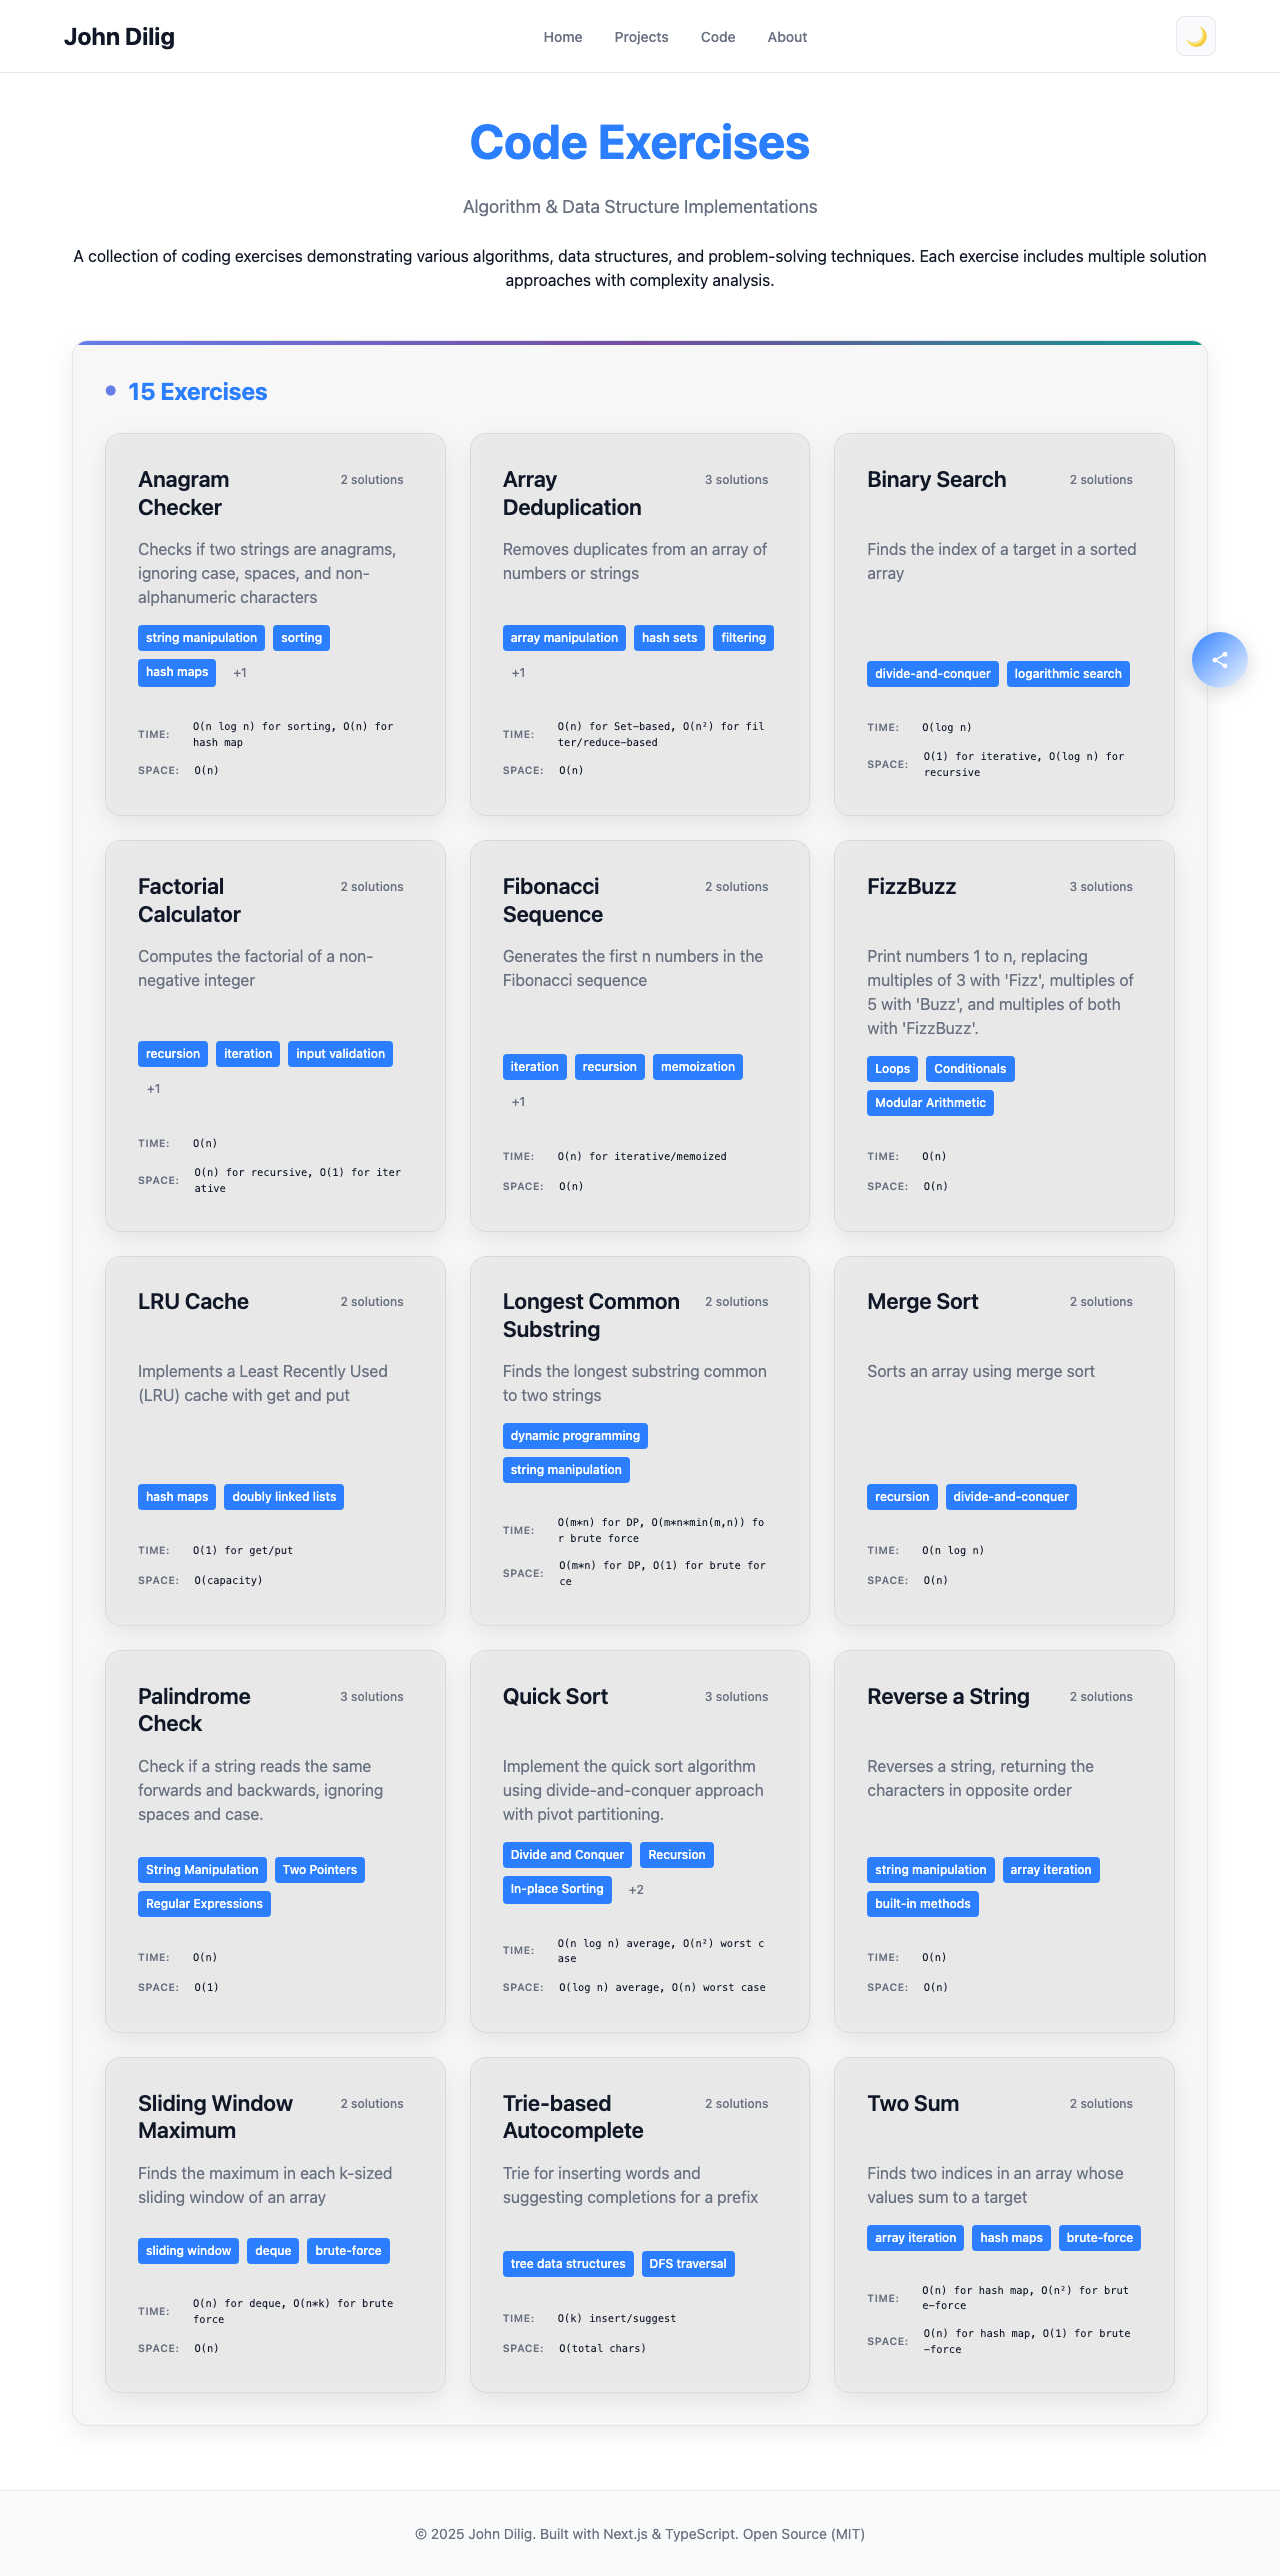 John Dilig
Home
Projects
Code
About
Code Exercises
Algorithm & Data Structure Implementations
A collection of coding exercises demonstrating various algorithms, data structures, and problem-solving techniques. Each exercise includes multiple solution
approaches with complexity analysis.
15 Exercises
Anagram
Checker
2 solutions
Checks if two strings are anagrams,
ignoring case, spaces, and non-
alphanumeric characters
string manipulation
sorting
hash maps
+1
TIME:
O(n log n) for sorting, O(n) for
hash map
SPACE:
O(n)
Array
Deduplication
3 solutions
Removes duplicates from an array of
numbers or strings
array manipulation
hash sets
filtering
+1
TIME:
O(n) for Set-based, O(n²) for fil
ter/reduce-based
SPACE:
O(n)
Binary Search
2 solutions
Finds the index of a target in a sorted
array
divide-and-conquer
logarithmic search
TIME:
O(log n)
SPACE:
O(1) for iterative, O(log n) for
recursive
Factorial
Calculator
2 solutions
Computes the factorial of a non-
negative integer
recursion
iteration
input validation
+1
TIME:
O(n)
SPACE:
O(n) for recursive, O(1) for iter
ative
Fibonacci
Sequence
2 solutions
Generates the first n numbers in the
Fibonacci sequence
iteration
recursion
memoization
+1
TIME:
O(n) for iterative/memoized
SPACE:
O(n)
FizzBuzz
3 solutions
Print numbers 1 to n, replacing
multiples of 3 with 'Fizz', multiples of
5 with 'Buzz', and multiples of both
with 'FizzBuzz'.
Loops
Conditionals
Modular Arithmetic
TIME:
O(n)
SPACE:
O(n)
LRU Cache
2 solutions
Implements a Least Recently Used
(LRU) cache with get and put
hash maps
doubly linked lists
TIME:
O(1) for get/put
SPACE:
O(capacity)
Longest Common
Substring
2 solutions
Finds the longest substring common
to two strings
dynamic programming
string manipulation
TIME:
O(m*n) for DP, O(m*n*min(m,n)) fo
r brute force
SPACE:
O(m*n) for DP, O(1) for brute for
ce
Merge Sort
2 solutions
Sorts an array using merge sort
recursion
divide-and-conquer
TIME:
O(n log n)
SPACE:
O(n)
Palindrome
Check
3 solutions
Check if a string reads the same
forwards and backwards, ignoring
spaces and case.
String Manipulation
Two Pointers
Regular Expressions
TIME:
O(n)
SPACE:
O(1)
Quick Sort
3 solutions
Implement the quick sort algorithm
using divide-and-conquer approach
with pivot partitioning.
Divide and Conquer
Recursion
In-place Sorting
+2
TIME:
O(n log n) average, O(n²) worst c
ase
SPACE:
O(log n) average, O(n) worst case
Reverse a String
2 solutions
Reverses a string, returning the
characters in opposite order
string manipulation
array iteration
built-in methods
TIME:
O(n)
SPACE:
O(n)
Sliding Window
Maximum
2 solutions
Finds the maximum in each k-sized
sliding window of an array
sliding window
deque
brute-force
TIME:
O(n) for deque, O(n*k) for brute
force
SPACE:
O(n)
Trie-based
Autocomplete
2 solutions
Trie for inserting words and
suggesting completions for a prefix
tree data structures
DFS traversal
TIME:
O(k) insert/suggest
SPACE:
O(total chars)
Two Sum
2 solutions
Finds two indices in an array whose
values sum to a target
array iteration
hash maps
brute-force
TIME:
O(n) for hash map, O(n²) for brut
e-force
SPACE:
O(n) for hash map, O(1) for brute
-force
© 2025 John Dilig. Built with Next.js & TypeScript. Open Source (MIT)